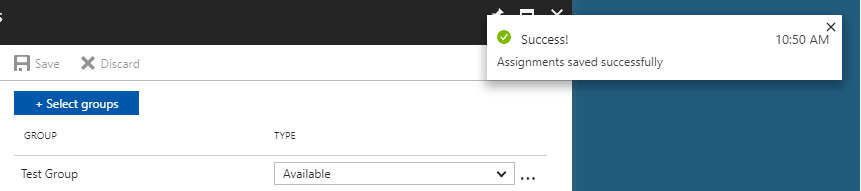 s
Success! 10:50 AM
Assignments saved successfully
Save Discard
+ Select groups
GROUP TYPE
Test Group Available ...